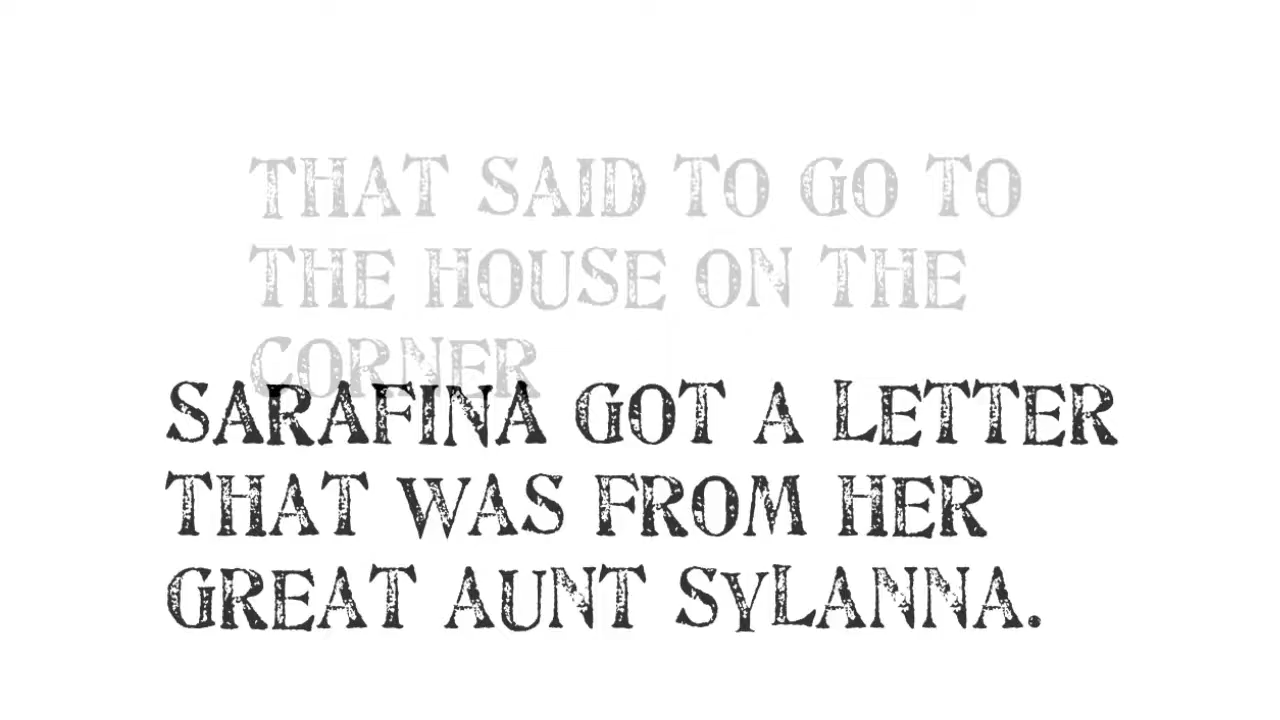 THAT SAID TO GO TO
THE HOUSE ON THE
CORNER
SARAFINA GOT A LETTER
THAT WAS FROM HER
GREAT AUNT SYLANNA.